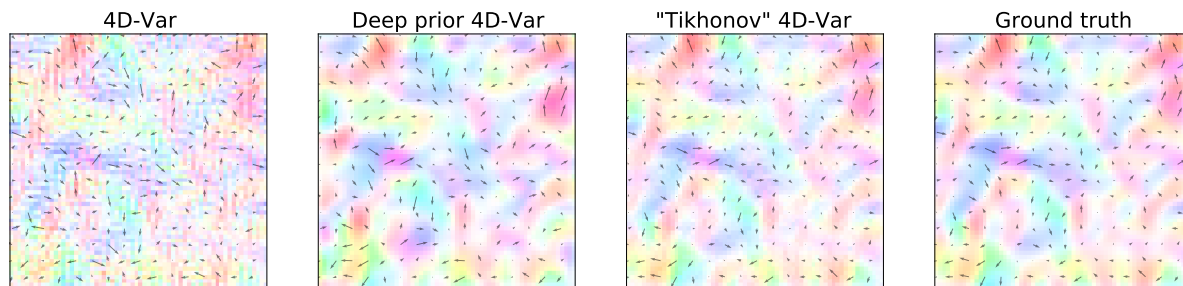 4D-Var
Deep prior 4D-Var
"Tikhonov" 4D-Var
Ground truth